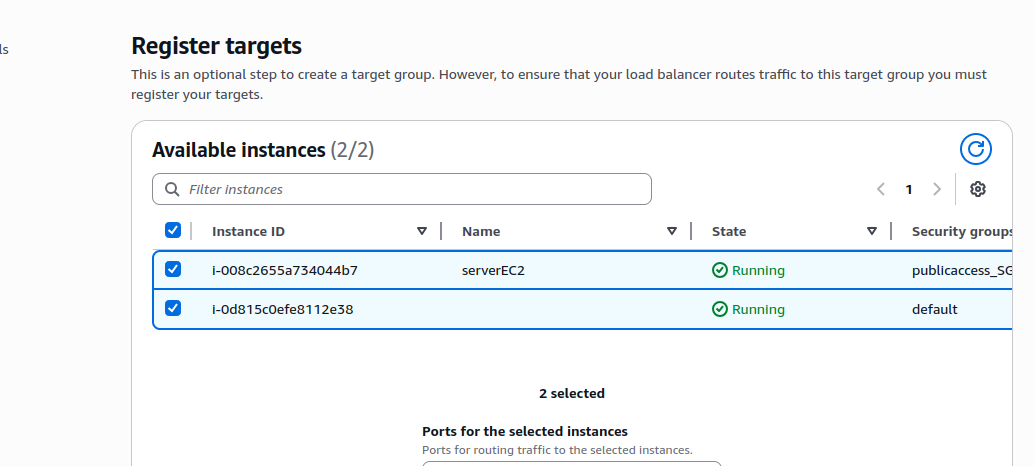 ls
Register targets
This is an optional step to create a target group. However, to ensure that your load balancer routes traffic to this target group you must
register your targets.
Available instances (2/2)
Filter instances
1
Instance ID Name State Security groups
i-008c2655a734044b7 serverEC2 Running publicaccess_SG
i-0d815c0efe8112e38 Running default
2 selected
Ports for the selected instances
Ports for routing traffic to the selected instances.